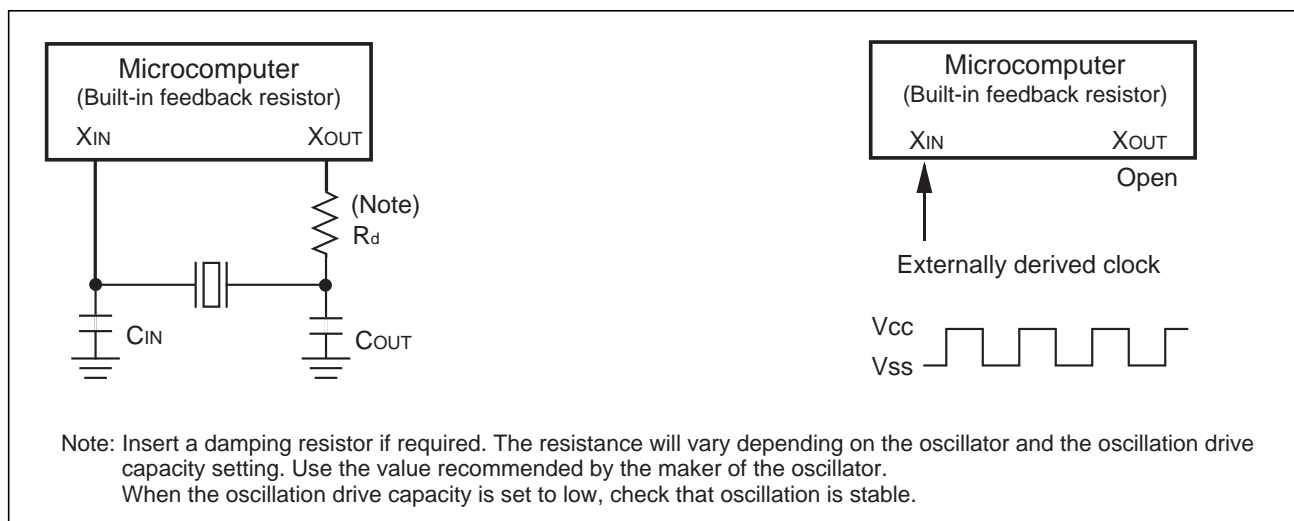 Microcomputer
(Built-in feedback resistor)
XIN XOUT
(Note)
Rd
CIN
COUT
Microcomputer
(Built-in feedback resistor)
XIN XOUT
Open
Externally derived clock
Vcc
Vss
Note: Insert a damping resistor if required. The resistance will vary depending on the oscillator and the oscillation drive
capacity setting. Use the value recommended by the maker of the oscillator.
When the oscillation drive capacity is set to low, check that oscillation is stable.